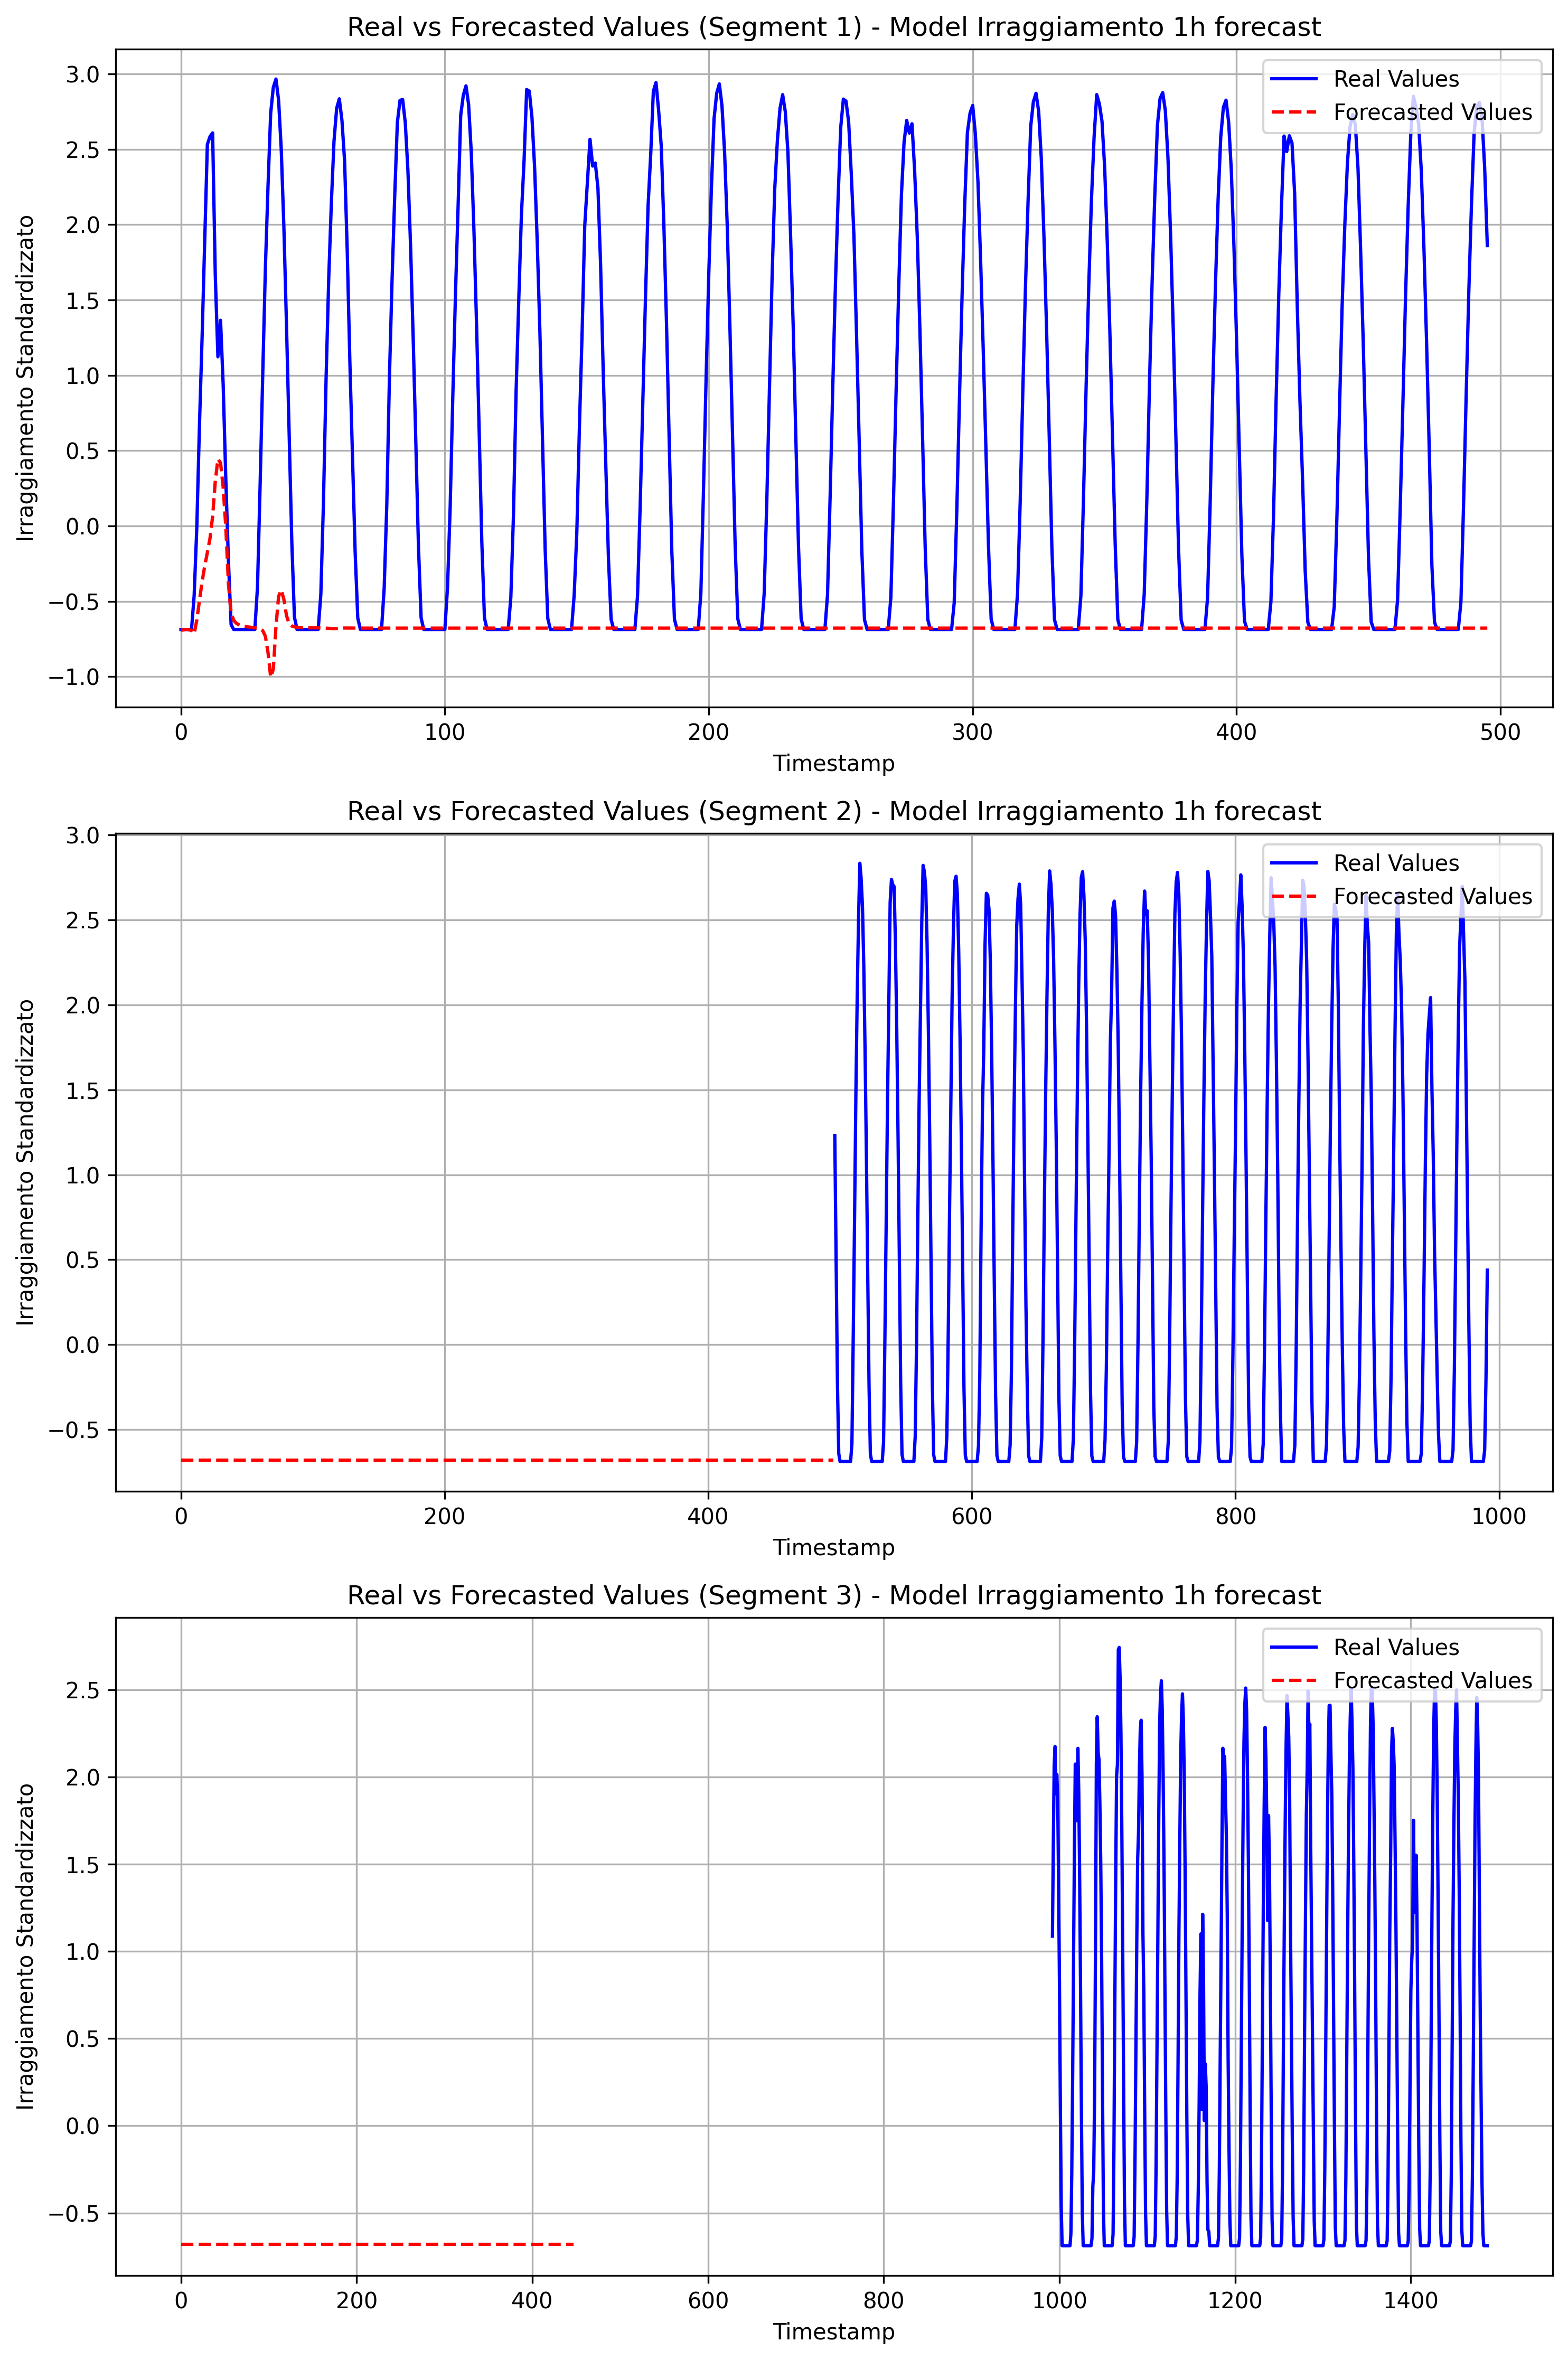 Real vs Forecasted Values (Segment 1) - Model Irraggiamento 1h forecast
Irraggiamento Standardizzato
3.0
2.5
2.0
1.5
1.0
0.5
0.0
−0.5
−1.0
Real Values
Forecasted Values
0 100 200 300 400 500
Timestamp
Real vs Forecasted Values (Segment 2) - Model Irraggiamento 1h forecast
Irraggiamento Standardizzato
3.0
2.5
2.0
1.5
1.0
0.5
0.0
−0.5
Real Values
Forecasted Values
0 200 400 600 800 1000
Timestamp
Real vs Forecasted Values (Segment 3) - Model Irraggiamento 1h forecast
Irraggiamento Standardizzato
2.5
2.0
1.5
1.0
0.5
0.0
−0.5
Real Values
Forecasted Values
0 200 400 600 800 1000 1200 1400
Timestamp